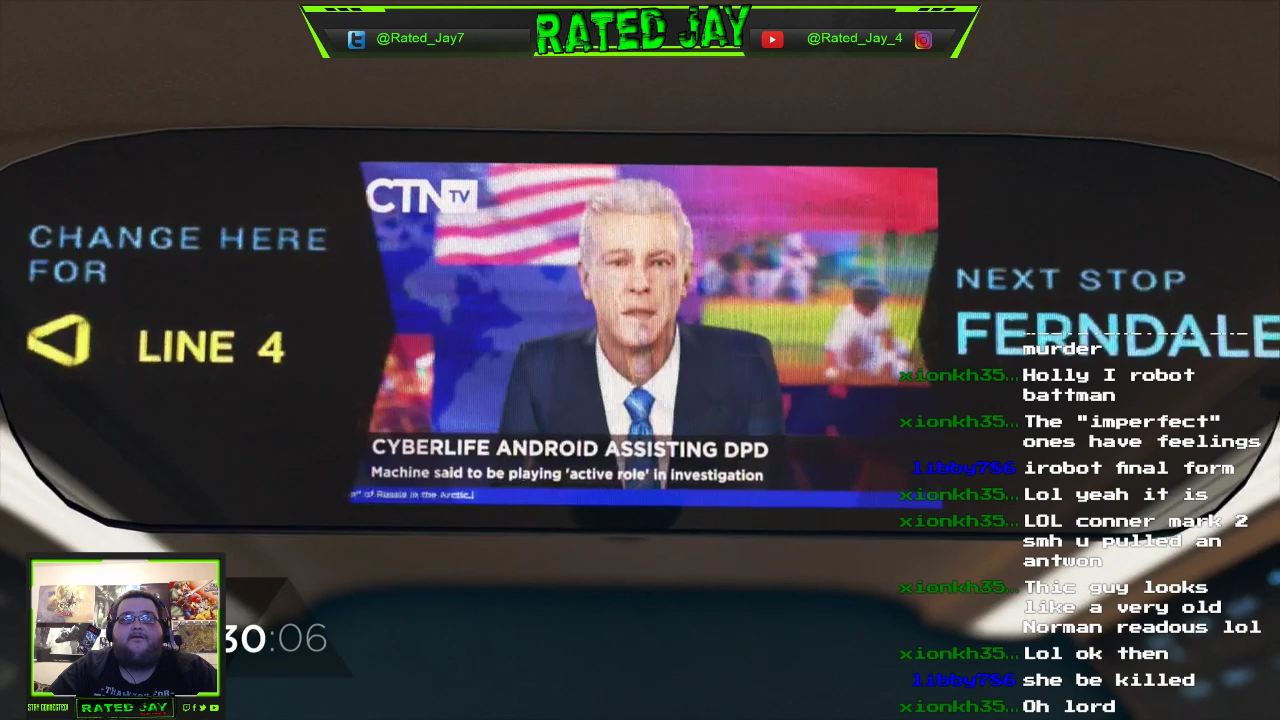 @Rated_Jay7
RATED JAY
@Rated_Jay_4
CTN TV
CHANGE HERE
FOR
LINE 4
NEXT STOP
FERNDALE
CYBERLIFE ANDROID ASSISTING DPD
Machine said to be playing 'active role' in investigation
of Russia in the Arctic,
murder
xionkh35... Holly I robot
battman
xionkh35... The "imperfect"
ones have feelings
libby786 irobot final form
xionkh35... Lol yeah it is
xionkh35... LOL conner mark 2
smh u pulled an
antwon
xionkh35... Thic guy looks
like a very old
Norman readous lol
xionkh35... Lol ok then
libby786 she be killed
xionkh35... Oh lord
30:06
STAY CONNECTED!
RATED JAY